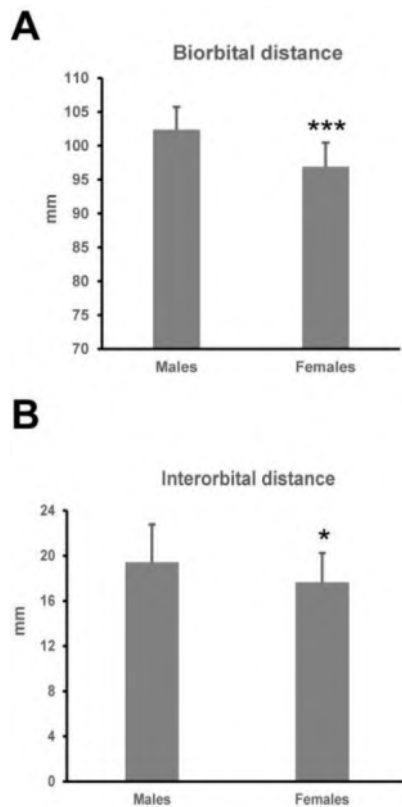 A
Biorbital distance
110
105
100
95
90
85
80
75
70
mm
***
Males Females
B
Interorbital distance
24
20
16
12
8
4
0
mm
*
Males Females